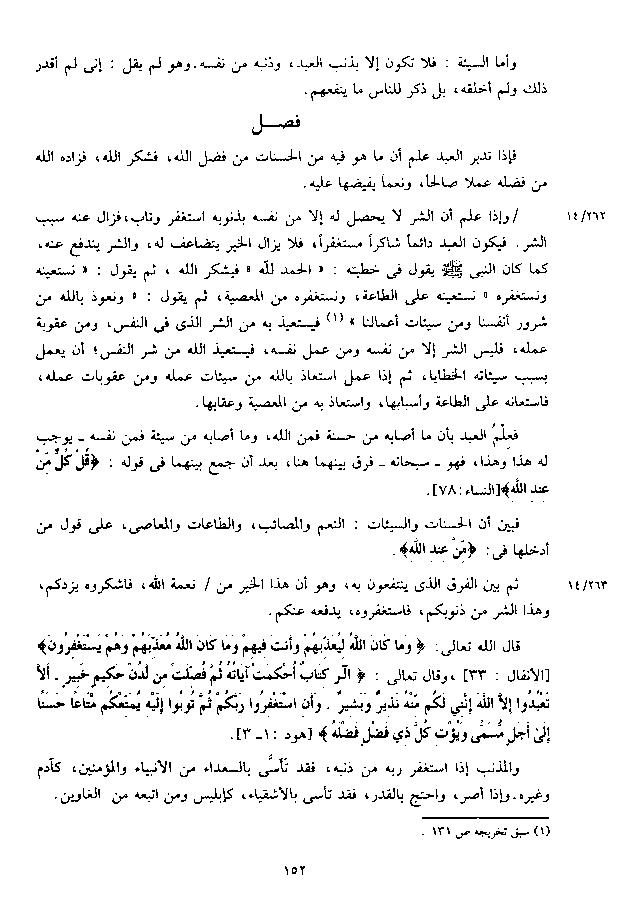 وأما السيئة : فلا تكون إلا بذنب العبد، وذنبه من نفسه. وهو لم يقل : إنى لم أقدر
ذلك ولم أخلقه، بل ذكر للناس ما ينفعهم.
فصـــل
فإذا تدبر العبد علم أن ما هو فيه من الحسنات من فضل الله، فشكر الله، فزاده الله
من فضله عملا صالحاً، ونعماً يفيضها عليه.
١٤/٢٦٢ / وإذا علم أن الشر لا يحصل له إلا من نفسه بذنوبه استغفر وتاب، فزال عنه سبب
الشر. فيكون العبد دائماً شاكراً مستغفراً، فلا يزال الخير يتضاعف له، والشر يندفع عنه،
كما كان النبى ﷺ يقول فى خطبته : « الحمد لله » فيشكر الله ، ثم يقول : « نستعينه
ونستغفره » نستعينه على الطاعة، ونستغفره من المعصية، ثم يقول : « ونعوذ بالله من
شرور أنفسنا ومن سيئات أعمالنا » (١) فيستعيذ به من الشر الذى فى النفس، ومن عقوبة
عمله، فليس الشر إلا من نفسه ومن عمل نفسه، فيستعيذ الله من شر النفس؛ أن يعمل
بسبب سيئاته الخطايا، ثم إذا عمل استعاذ بالله من سيئات عمله ومن عقوبات عمله،
فاستعانه على الطاعة وأسبابها، واستعاذ به من المعصية وعقابها.
فعلْمُ العبد بأن ما أصابه من حسنة فمن الله، وما أصابه من سيئة فمن نفسه ـ يوجب
له هذا وهذا، فهو ـ سبحانه ـ فرق بينهما هنا، بعد أن جمع بينهما فى قوله : ﴿قُلْ كُلٌّ مِّنْ
عِندِ اللَّهِ﴾[النساء: ٧٨].
فبين أن الحسنات والسيئات : النعم والمصائب، والطاعات والمعاصى، على قول من
أدخلها فى: ﴿مِّنْ عِندِ اللَّهِ﴾ .
١٤/٢٦٣ ثم بين الفرق الذى ينتفعون به، وهو أن هذا الخير من / نعمة الله، فاشكروه يزدكم،
وهذا الشر من ذنوبكم، فاستغفروه، يدفعه عنكم.
قال الله تعالى: ﴿ وَمَا كَانَ اللَّهُ لِيُعَذِّبَهُمْ وَأَنتَ فِيهِمْ وَمَا كَانَ اللَّهُ مُعَذِّبَهُمْ وَهُمْ يَسْتَغْفِرُونَ﴾
[الأنفال : ٣٣] ، وقال تعالى : ﴿ الَر كِتَابٌ أُحْكِمَتْ آيَاتُهُ ثُمَّ فُصِّلَتْ مِن لَّدُنْ حَكِيمٍ خَبِيرٍ . أَلاَّ
تَعْبُدُوا إِلاَّ اللَّهَ إِنَّنِي لَكُم مِّنْهُ نَذِيرٌ وَبَشِيرٌ . وَأَنِ اسْتَغْفِرُوا رَبَّكُمْ ثُمَّ تُوبُوا إِلَيْهِ يُمَتِّعْكُم مَّتَاعًا حَسَنًا
إِلَىٰ أَجَلٍ مُّسَمًّى وَيُؤْتِ كُلَّ ذِي فَضْلٍ فَضْلَهُ ﴾ [هود : ١ـ ٣].
والمذنب إذا استغفر ربه من ذنبه، فقد تَأَسَّى بالسعداء من الأنبياء والمؤمنين، كآدم
وغيره. وإذا أصر، واحتج بالقدر، فقد تأسى بالأشقياء، كإبليس ومن اتبعه من الغاوين.
(١) سبق تخريجه ص ١٣١ .
١٥٢